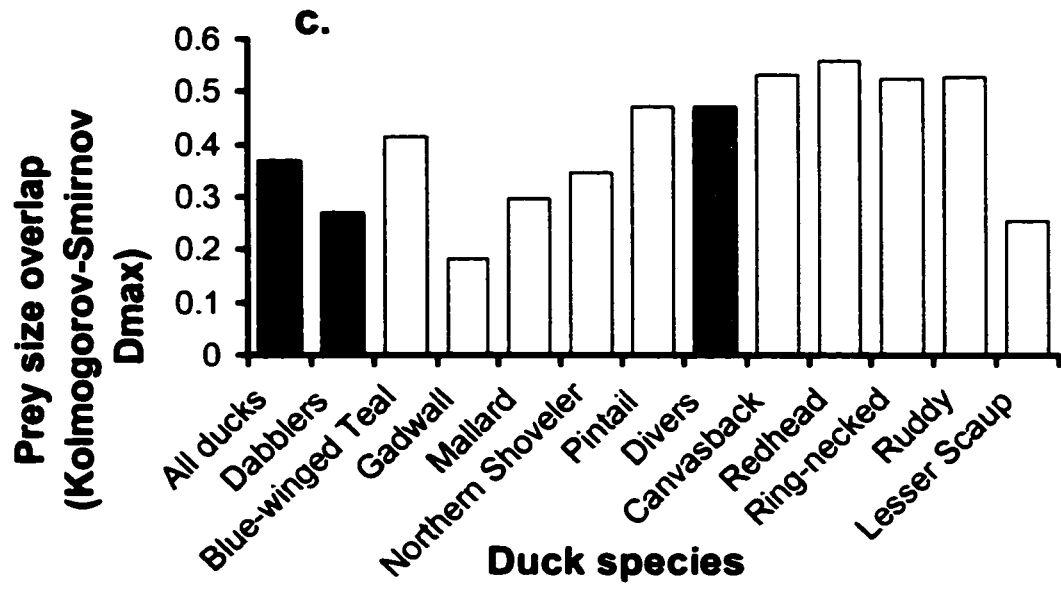 c.
Prey size overlap
(Kolmogorov-Smirnov
Dmax)
0.6
0.5
0.4
0.3
0.2
0.1
0
All ducks
Dabblers
Blue-winged Teal
Gadwall
Mallard
Northern Shoveler
Pintail
Divers
Canvasback
Redhead
Ring-necked
Ruddy
Lesser Scaup
Duck species